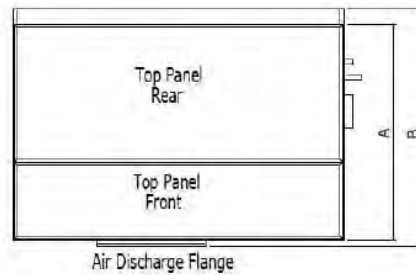 Top Panel
Rear
A
B
Top Panel
Front
Air Discharge Flange